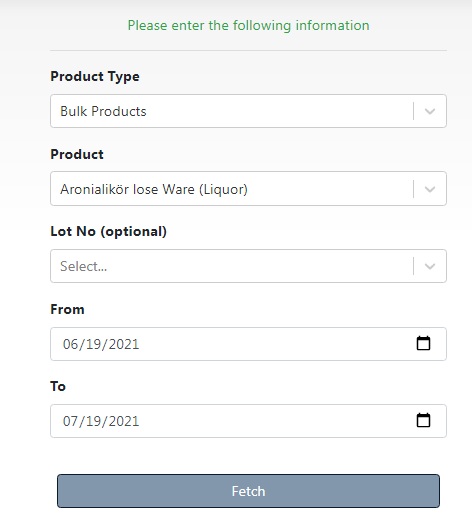 Please enter the following information
Product Type
Bulk Products
Product
Aronialikör lose Ware (Liquor)
Lot No (optional)
Select...
From
06/19/2021
To
07/19/2021
Fetch